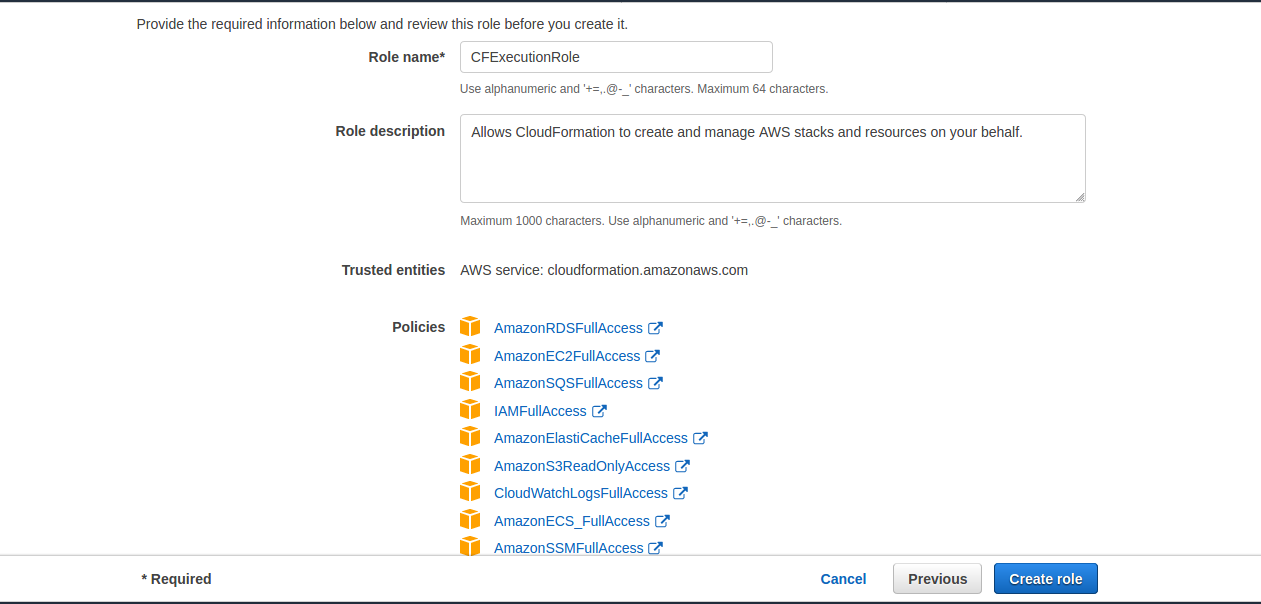 Provide the required information below and review this role before you create it.
Role name* CFExecutionRole
Use alphanumeric and '+=,.@-_' characters. Maximum 64 characters.
Role description Allows CloudFormation to create and manage AWS stacks and resources on your behalf.
Maximum 1000 characters. Use alphanumeric and '+=,.@-_' characters.
Trusted entities AWS service: cloudformation.amazonaws.com
Policies AmazonRDSFullAccess
AmazonEC2FullAccess
AmazonSQSFullAccess
IAMFullAccess
AmazonElastiCacheFullAccess
AmazonS3ReadOnlyAccess
CloudWatchLogsFullAccess
AmazonECS_FullAccess
AmazonSSMFullAccess
* Required Cancel Previous Create role